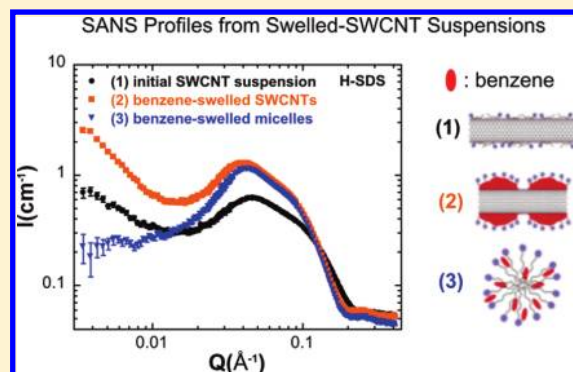 SANS Profiles from Swelled-SWCNT Suspensions
10
1
0.1
I(cm⁻¹)
(1) initial SWCNT suspension H-SDS
(2) benzene-swelled SWCNTs
(3) benzene-swelled micelles
0.01 0.1
Q(Å⁻¹)
: benzene
(1)
(2)
(3)